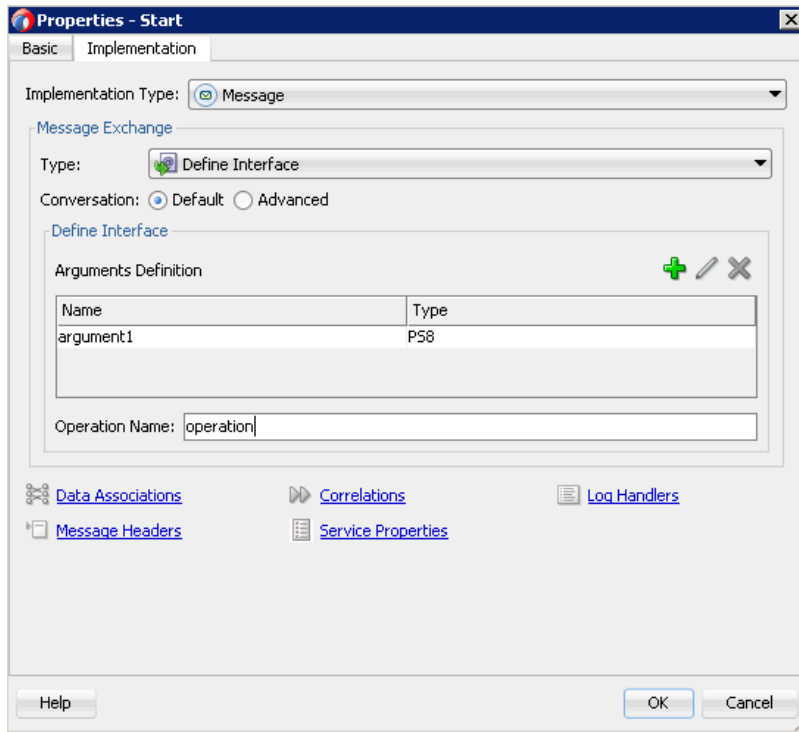 Properties - Start
Basic Implementation
Implementation Type: Message
Message Exchange
Type: Define Interface
Conversation: Default Advanced
Define Interface
Arguments Definition
Name Type
argument1 PS8
Operation Name: operation
Data Associations Correlations Log Handlers
Message Headers Service Properties
Help OK Cancel